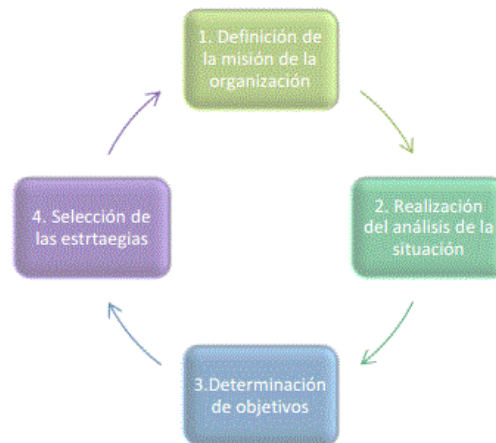 1. Definición de
la misión de la
organización
2. Realización
del análisis de la
situación
3.Determinación
de objetivos
4. Selección de
las estrtaegias